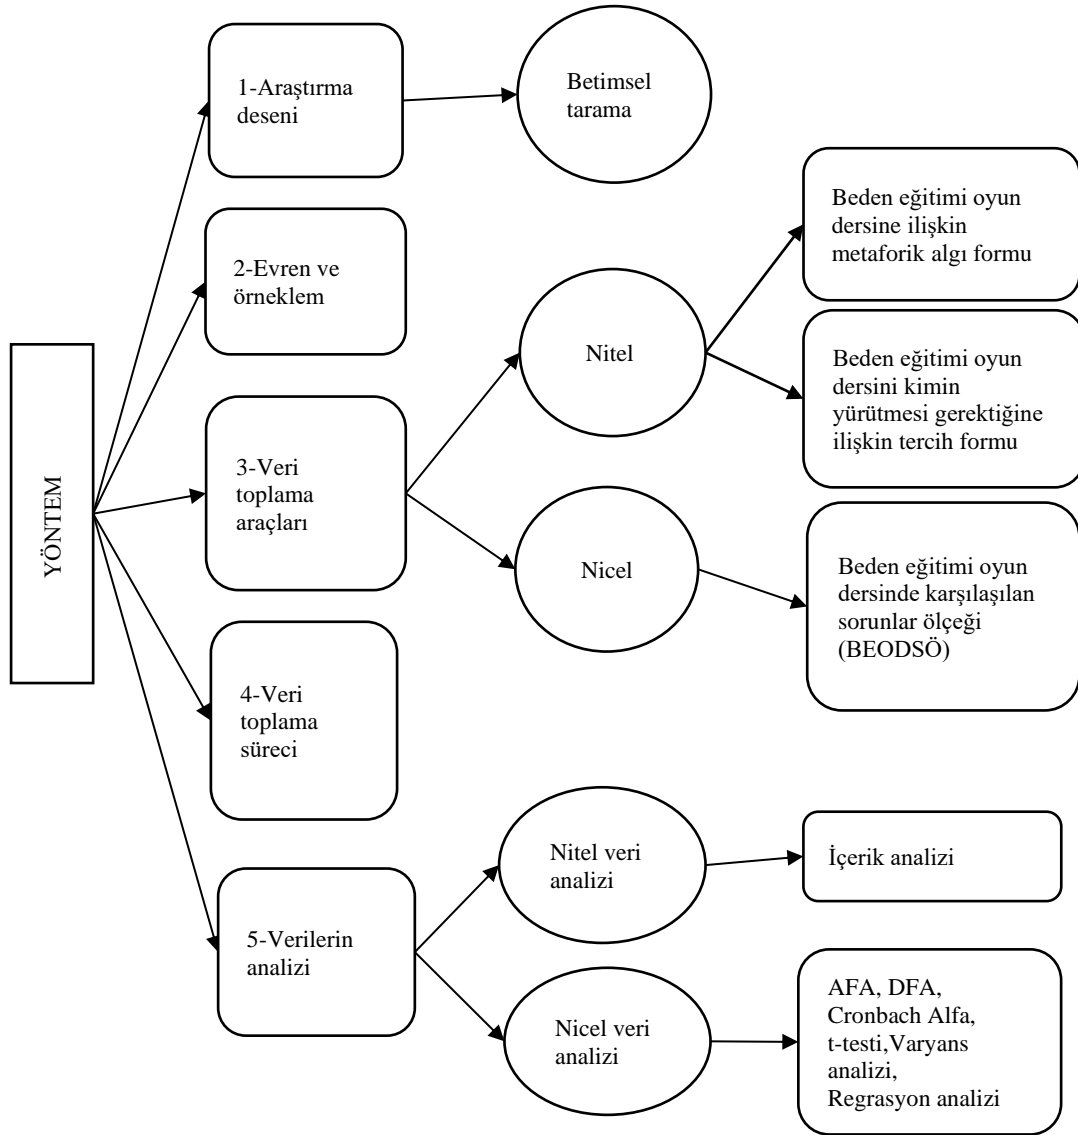 YÖNTEM
1-Araştırma
deseni
Betimsel
tarama
2-Evren ve
örneklem
3-Veri
toplama
araçları
Nitel
Beden eğitimi oyun
dersine ilişkin
metaforik algı formu
Beden eğitimi oyun
dersini kimin
yürütmesi gerektiğine
ilişkin tercih formu
Nicel
Beden eğitimi oyun
dersinde karşılaşılan
sorunlar ölçeği
(BEODSÖ)
4-Veri
toplama
süreci
5-Verilerin
analizi
Nitel veri
analizi
İçerik analizi
Nicel veri
analizi
AFA, DFA,
Cronbach Alfa,
t-testi,Varyans
analizi,
Regrasyon analizi